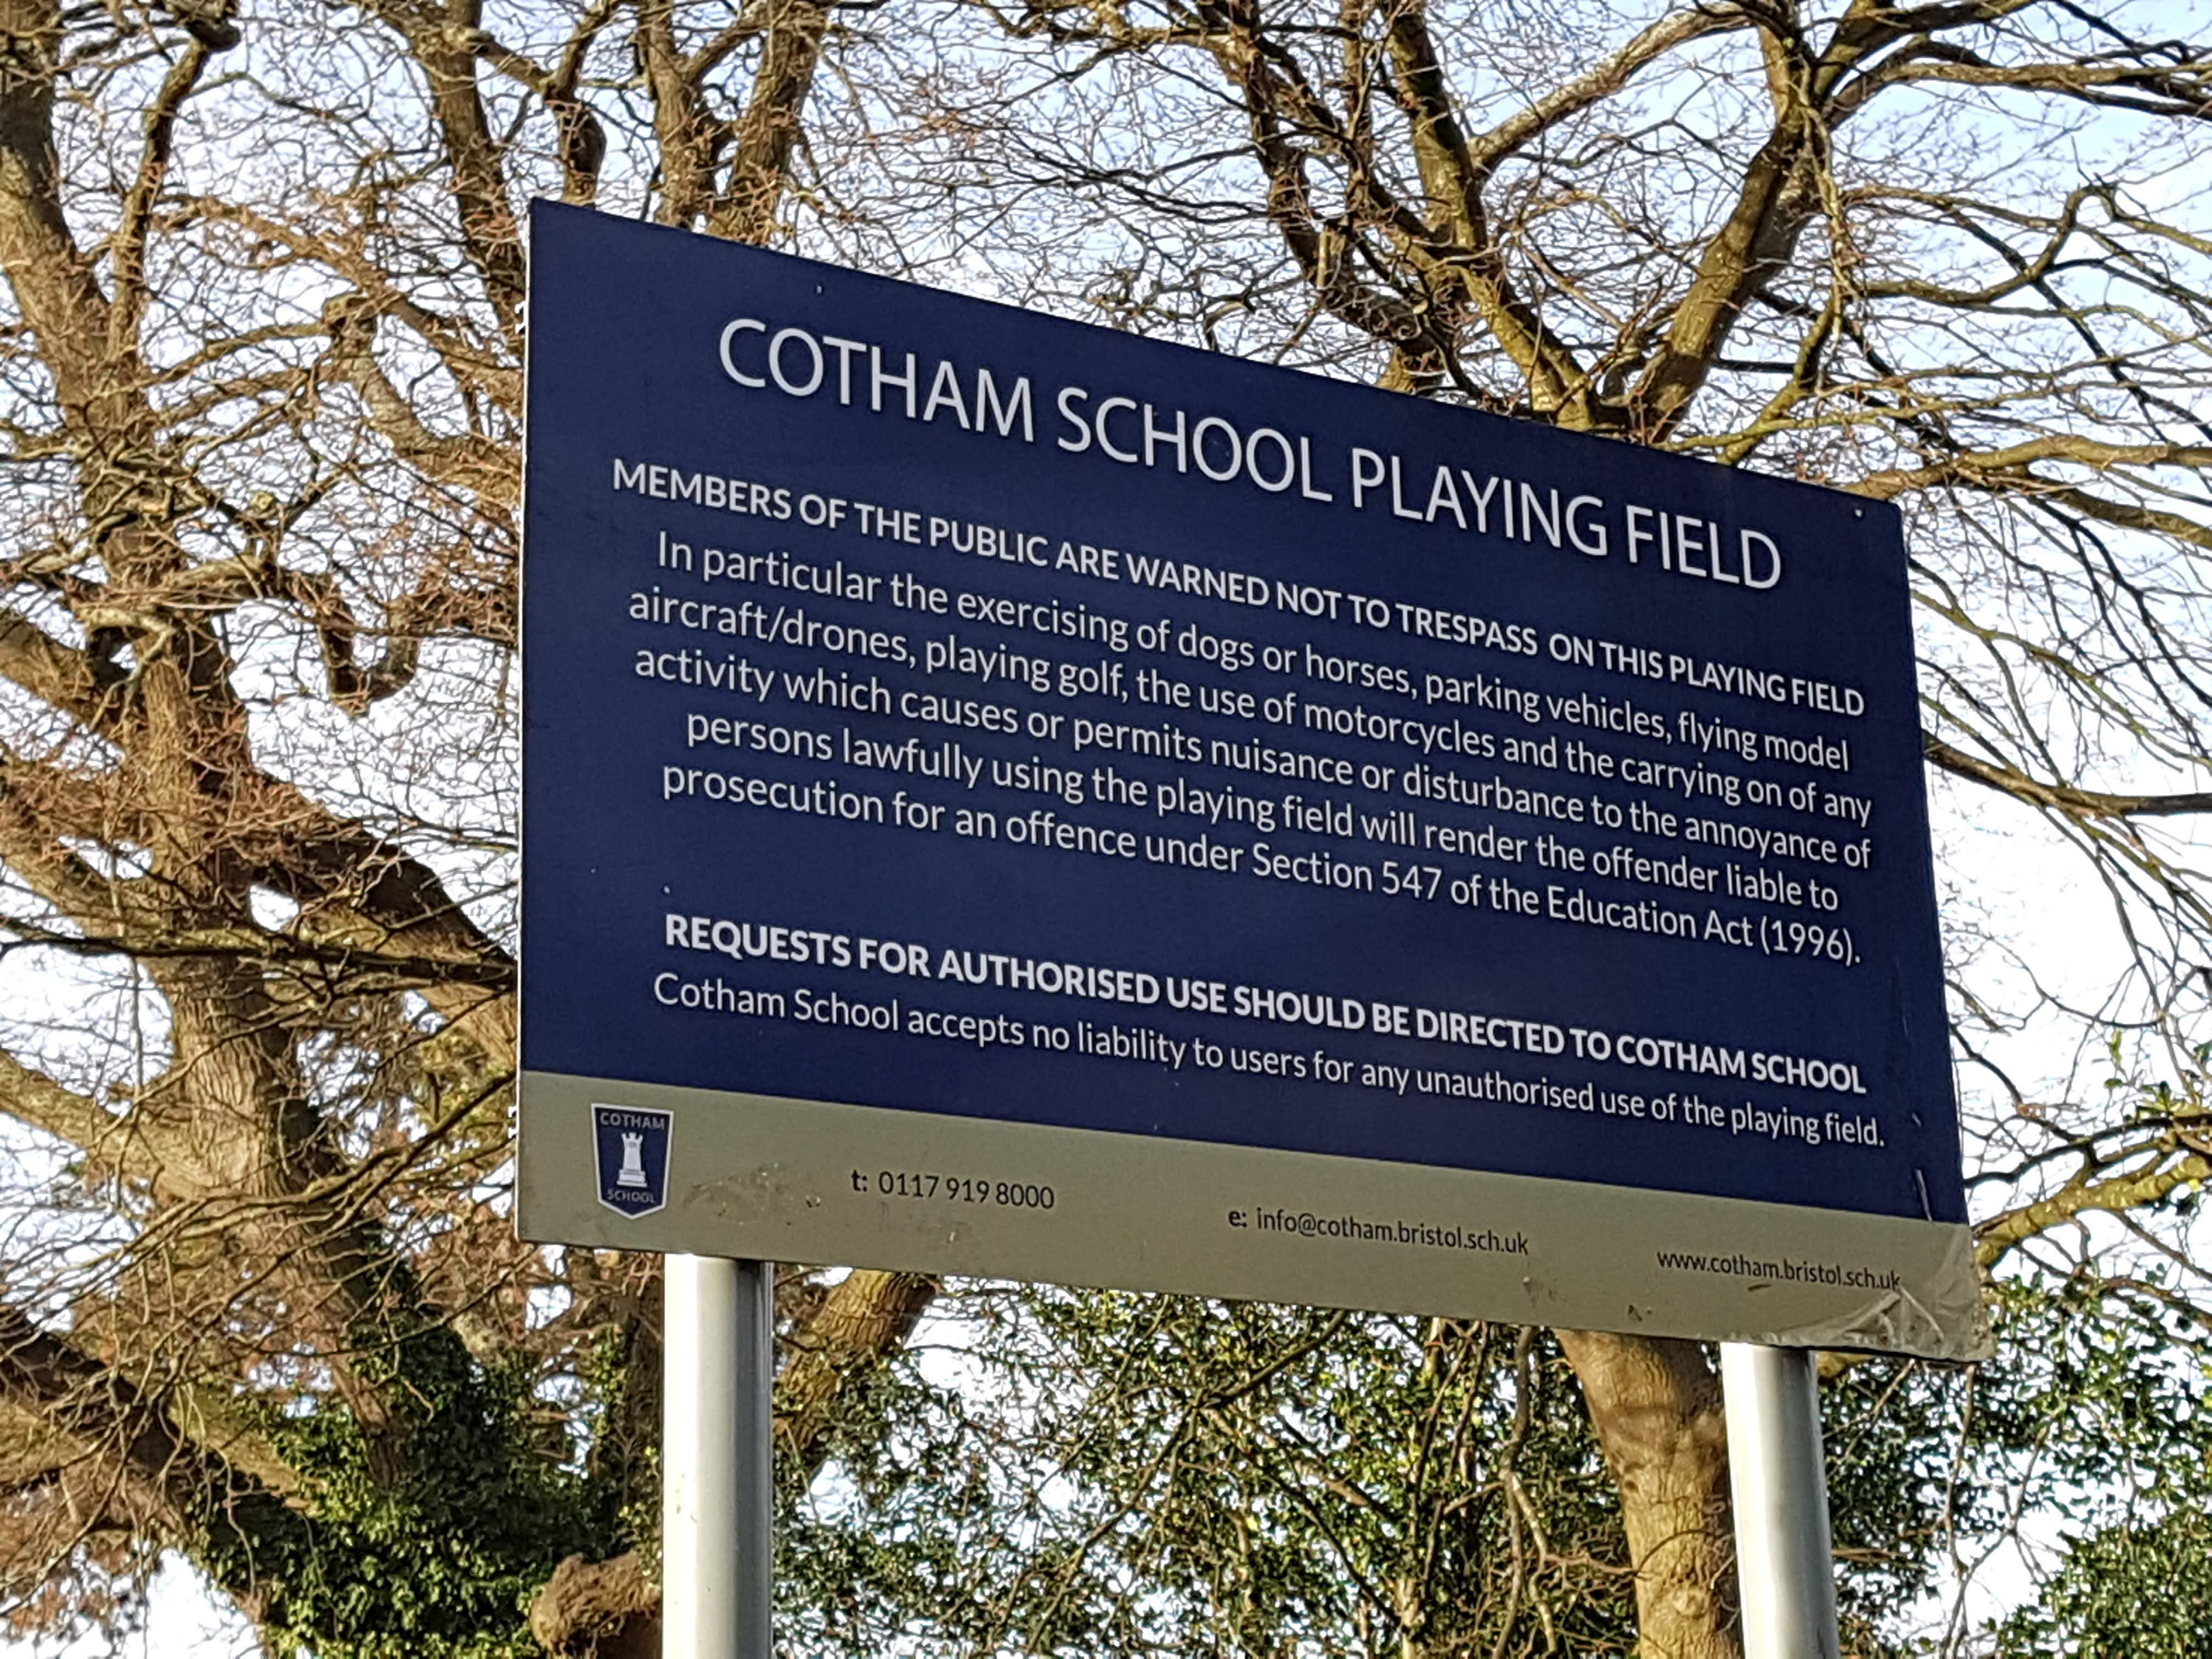 COTHAM SCHOOL PLAYING FIELD
MEMBERS OF THE PUBLIC ARE WARNED NOT TO TRESPASS ON THIS PLAYING FIELD
In particular the exercising of dogs or horses, parking vehicles, flying model
aircraft/drones, playing golf, the use of motorcycles and the carrying on of any
activity which causes or permits nuisance or disturbance to the annoyance of
persons lawfully using the playing field will render the offender liable to
prosecution for an offence under Section 547 of the Education Act (1996).
REQUESTS FOR AUTHORISED USE SHOULD BE DIRECTED TO COTHAM SCHOOL
Cotham School accepts no liability to users for any unauthorised use of the playing field.
COTHAM
SCHOOL
t: 0117 919 8000
e: info@cotham.bristol.sch.uk
www.cotham.bristol.sch.uk